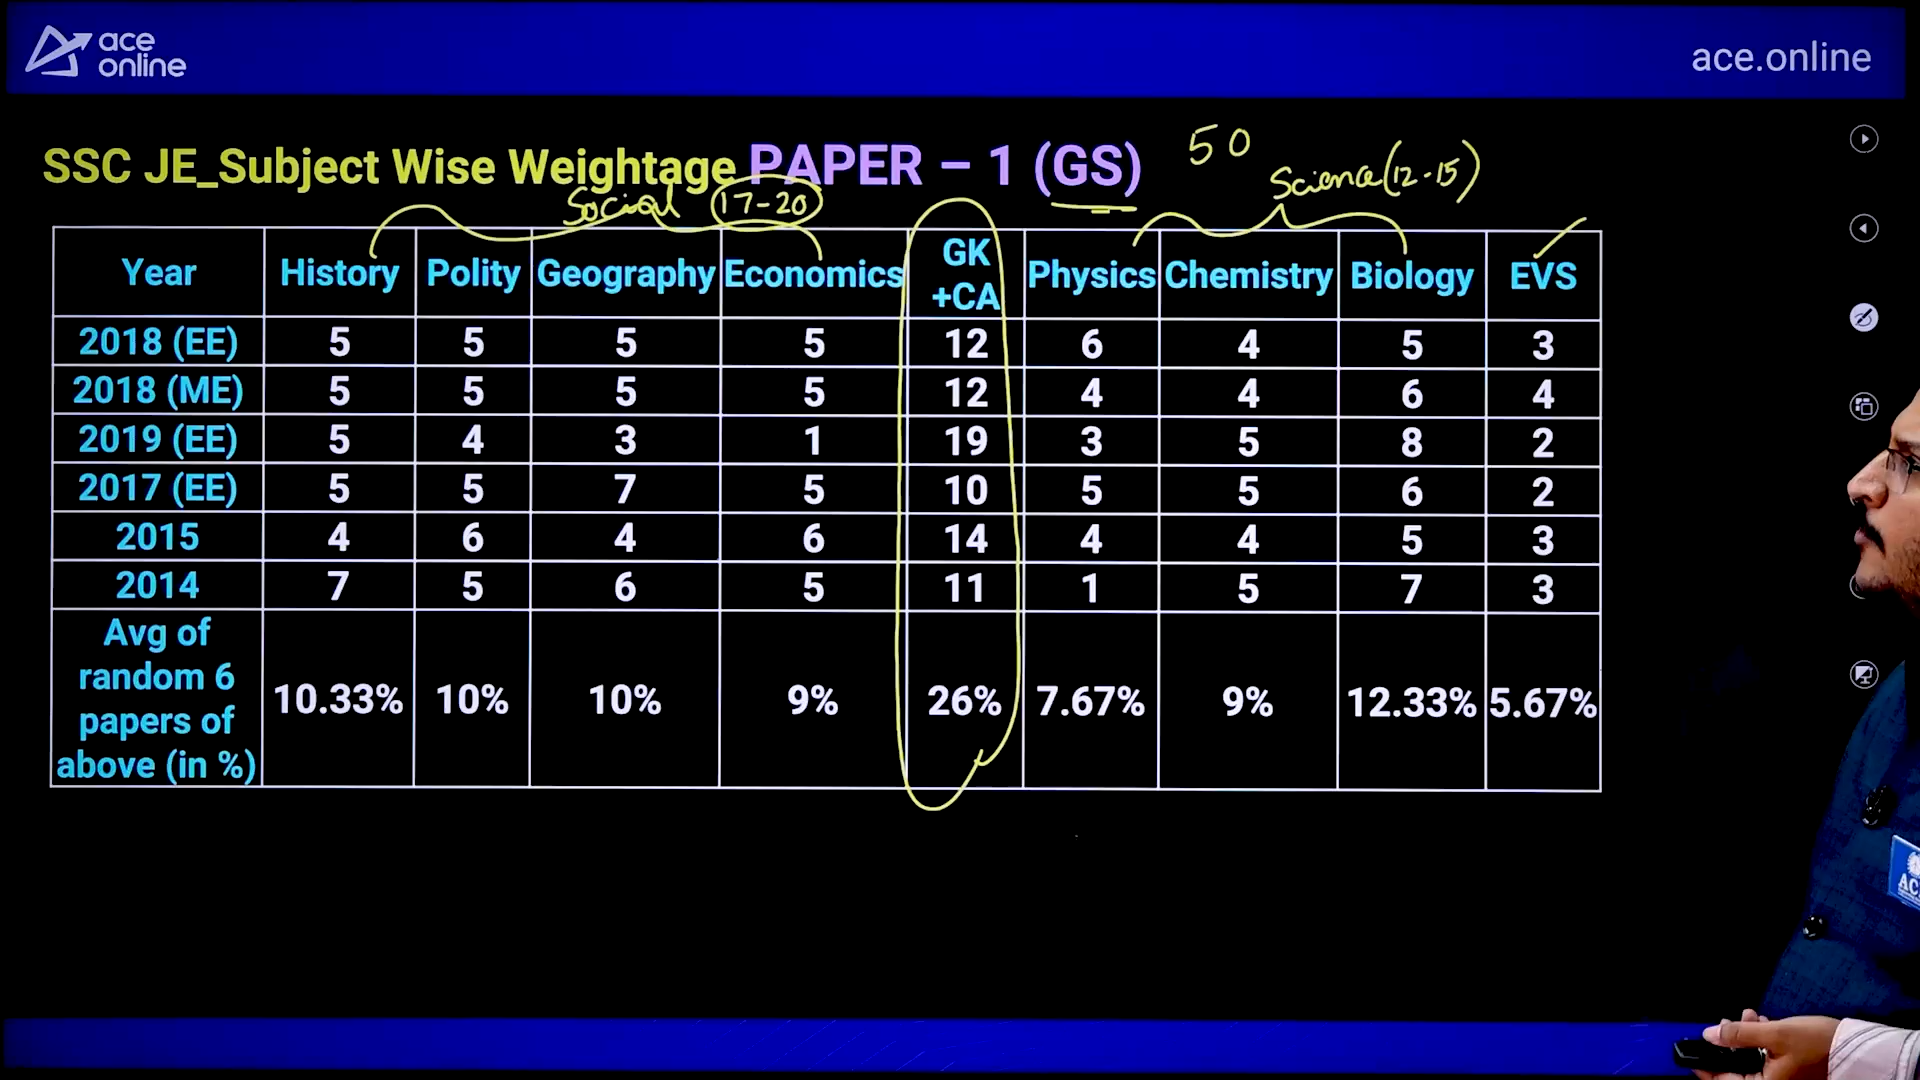 ace
online
ace.online
SSC JE_Subject Wise Weightage PAPER – 1 (GS)
50
Science (12-15)
Social 17-20
Year History Polity Geography Economics GK +CA Physics Chemistry Biology EVS
2018 (EE) 5 5 5 5 12 6 4 5 3
2018 (ME) 5 5 5 5 12 4 4 6 4
2019 (EE) 5 4 3 1 19 3 5 8 2
2017 (EE) 5 5 7 5 10 5 5 6 2
2015 4 6 4 6 14 4 4 5 3
2014 7 5 6 5 11 1 5 7 3
Avg of
random 6
papers of
above (in %)
10.33% 10% 10% 9% 26% 7.67% 9% 12.33% 5.67%